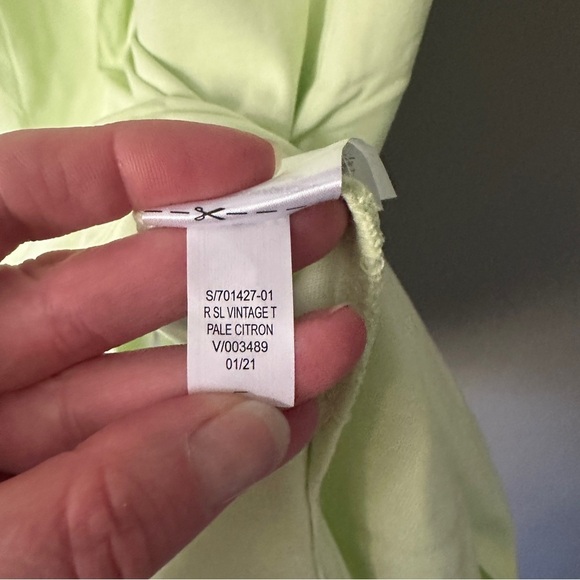 S/701427-01
R SL VINTAGE T
PALE CITRON
V/003489
01/21